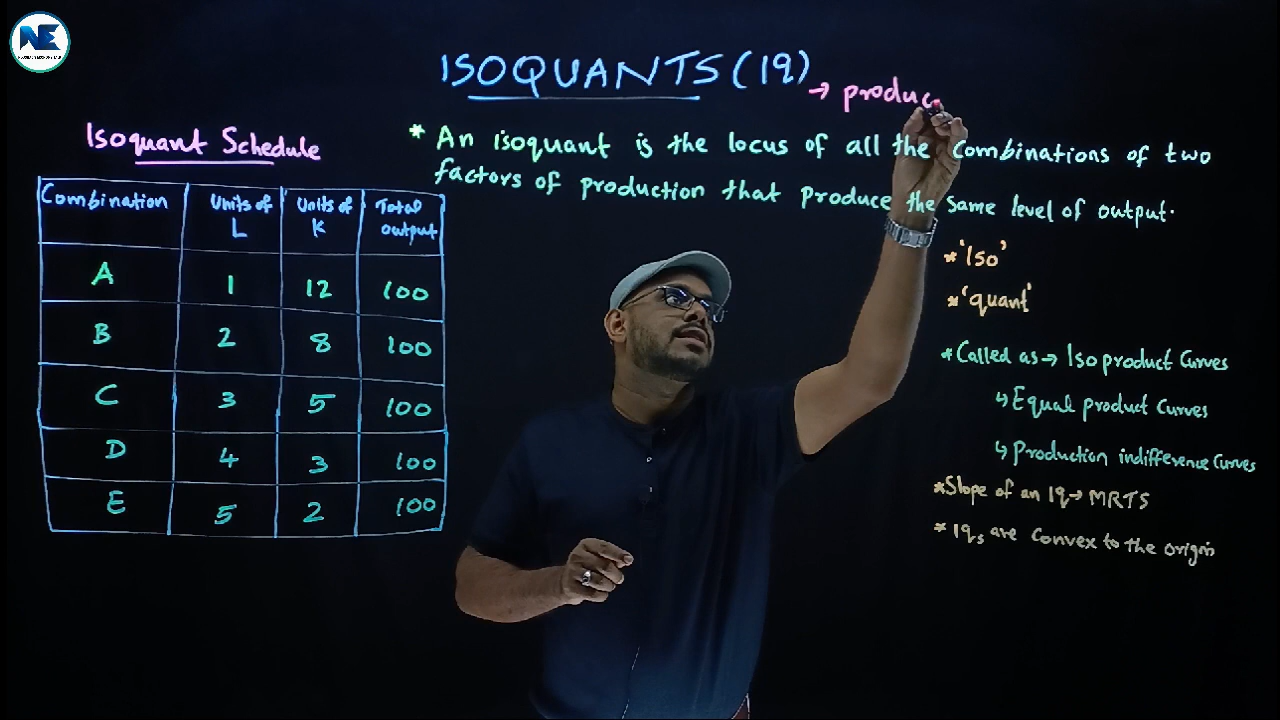 NE
ISOQUANTS (IQ)
→ produc
Isoquant Schedule
* An isoquant is the locus of all the combinations of two
factors of production that produce the same level of output.
Combination | Units of L | Units of K | Total output
A 1 12 100
B 2 8 100
C 3 5 100
D 4 3 100
E 5 2 100
* 'Iso'
* 'quant'
* Called as → Iso product Curves
↳ Equal product Curves
↳ Production indifference Curves
* Slope of an IQ → MRTS
* IQs are Convex to the origin